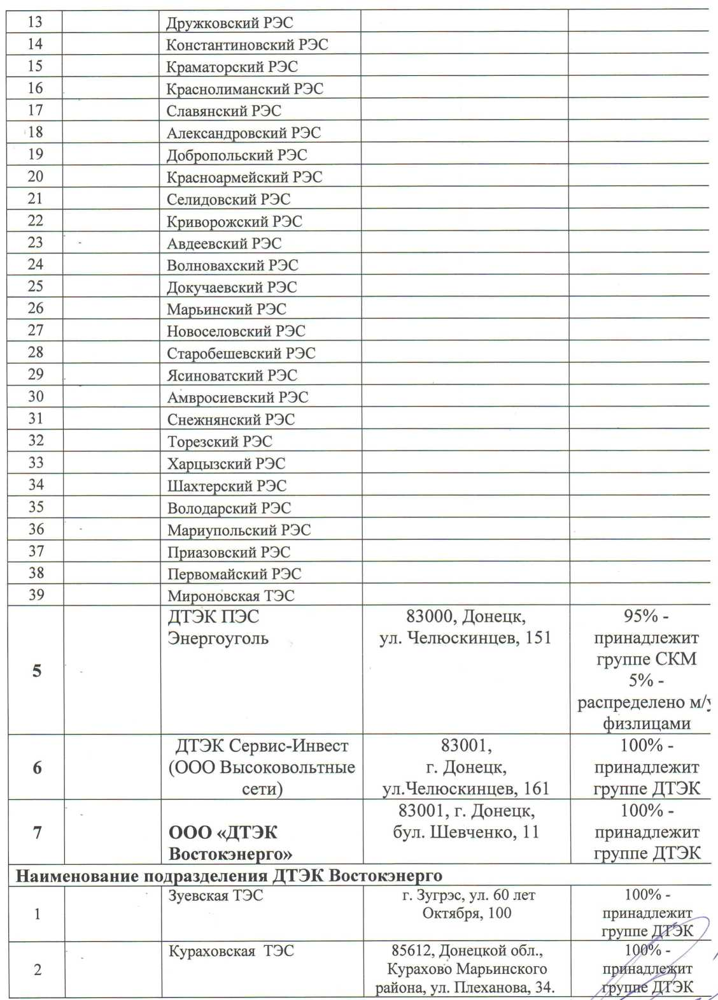 13 Дружковский РЭС
14 Константиновский РЭС
15 Краматорский РЭС
16 Краснолиманский РЭС
17 Славянский РЭС
18 Александровский РЭС
19 Добропольский РЭС
20 Красноармейский РЭС
21 Селидовский РЭС
22 Криворожский РЭС
23 Авдеевский РЭС
24 Волновахский РЭС
25 Докучаевский РЭС
26 Марьинский РЭС
27 Новоселовский РЭС
28 Старобешевский РЭС
29 Ясиноватский РЭС
30 Амвросиевский РЭС
31 Снежнянский РЭС
32 Торезский РЭС
33 Харцызский РЭС
34 Шахтерский РЭС
35 Володарский РЭС
36 Мариупольский РЭС
37 Приазовский РЭС
38 Первомайский РЭС
39 Мироновская ТЭС
5
ДТЭК ПЭС
Энергоуголь
83000, Донецк,
ул. Челюскинцев, 151
95% -
принадлежит
группе СКМ
5% -
распределено м/у
физлицами
6
ДТЭК Сервис-Инвест
(ООО Высоковольтные
сети)
83001,
г. Донецк,
ул.Челюскинцев, 161
100% -
принадлежит
группе ДТЭК
7
ООО «ДТЭК
Востокэнерго»
83001, г. Донецк,
бул. Шевченко, 11
100% -
принадлежит
группе ДТЭК
Наименование подразделения ДТЭК Востокэнерго
1
Зуевская ТЭС
г. Зугрэс, ул. 60 лет
Октября, 100
100% -
принадлежит
группе ДТЭК
2
Кураховская ТЭС
85612, Донецкой обл.,
Курахово Марьинского
района, ул. Плеханова, 34.
100% -
принадлежит
группе ДТЭК